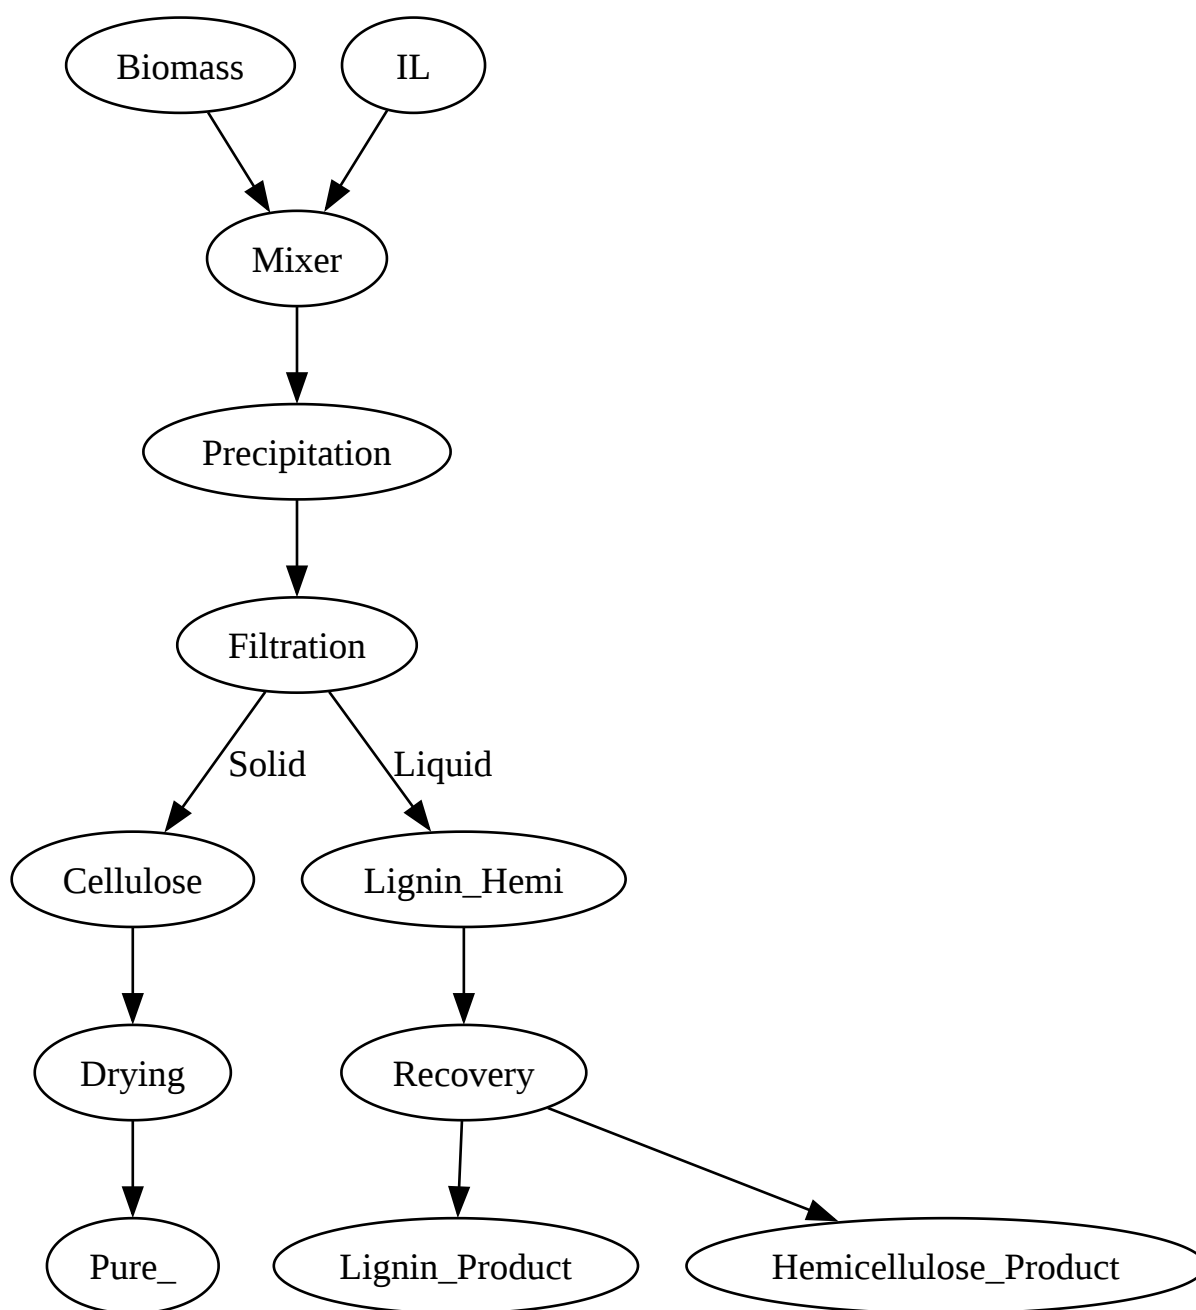 Biomass
IL
Mixer
Precipitation
Filtration
Solid
Liquid
Cellulose
Lignin_Hemi
Drying
Recovery
Pure_
Lignin_Product
Hemicellulose_Product